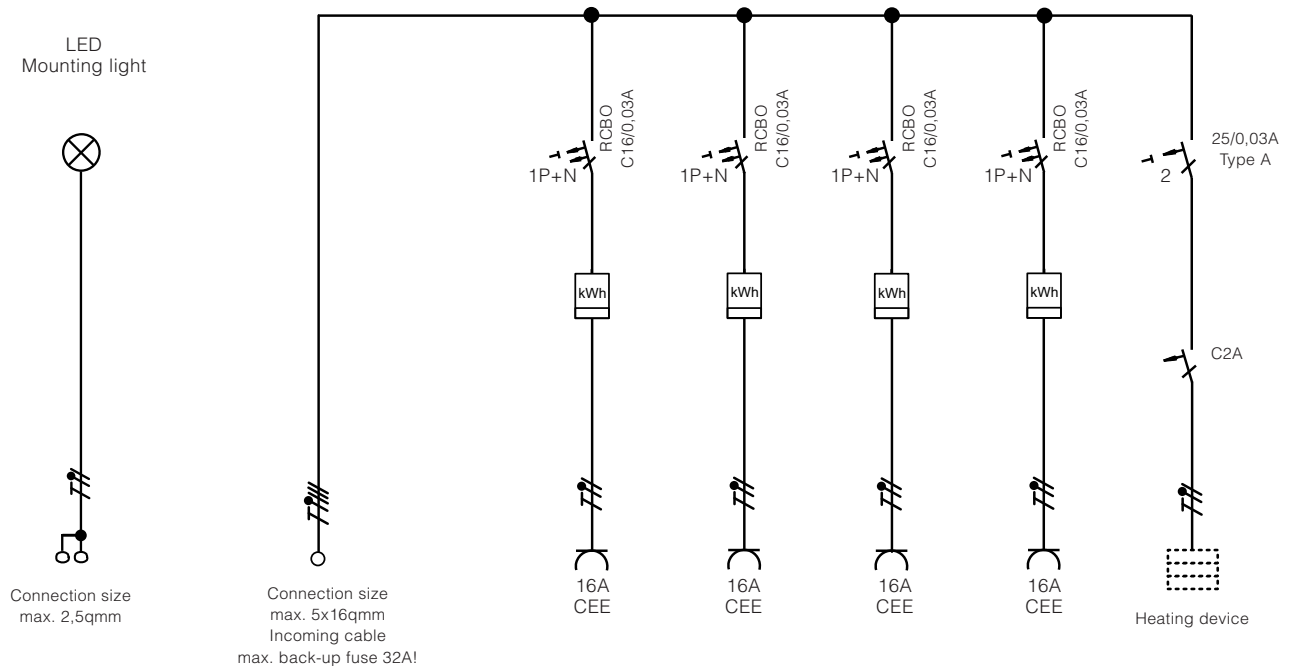 LED
Mounting light
Connection size
max. 2,5qmm
Connection size
max. 5x16qmm
Incoming cable
max. back-up fuse 32A!
RCBO
C16/0,03A
1P+N
kWh
16A
CEE
RCBO
C16/0,03A
1P+N
kWh
16A
CEE
RCBO
C16/0,03A
1P+N
kWh
16A
CEE
RCBO
C16/0,03A
1P+N
kWh
16A
CEE
25/0,03A
Type A
2
C2A
Heating device